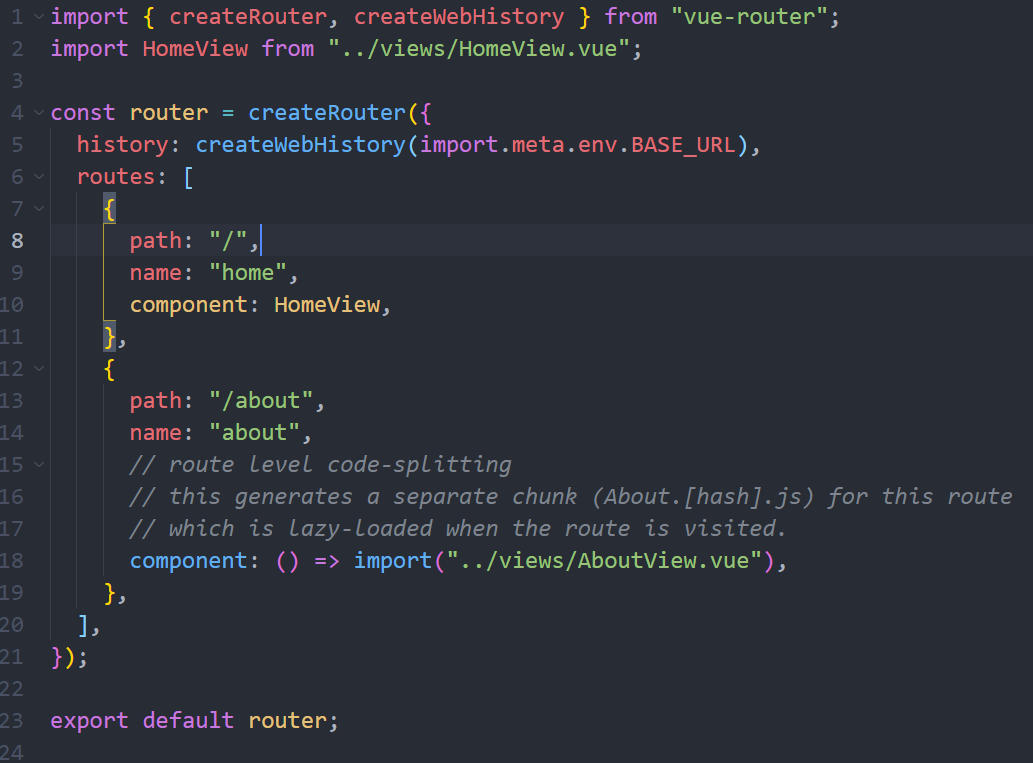 1 import { createRouter, createWebHistory } from "vue-router";
2 import HomeView from "../views/HomeView.vue";
3
4 const router = createRouter({
5   history: createWebHistory(import.meta.env.BASE_URL),
6   routes: [
7     {
8       path: "/",
9       name: "home",
10       component: HomeView,
11     },
12     {
13       path: "/about",
14       name: "about",
15       // route level code-splitting
16       // this generates a separate chunk (About.[hash].js) for this route
17       // which is lazy-loaded when the route is visited.
18       component: () => import("../views/AboutView.vue"),
19     },
20   ],
21 });
22
23 export default router;
24